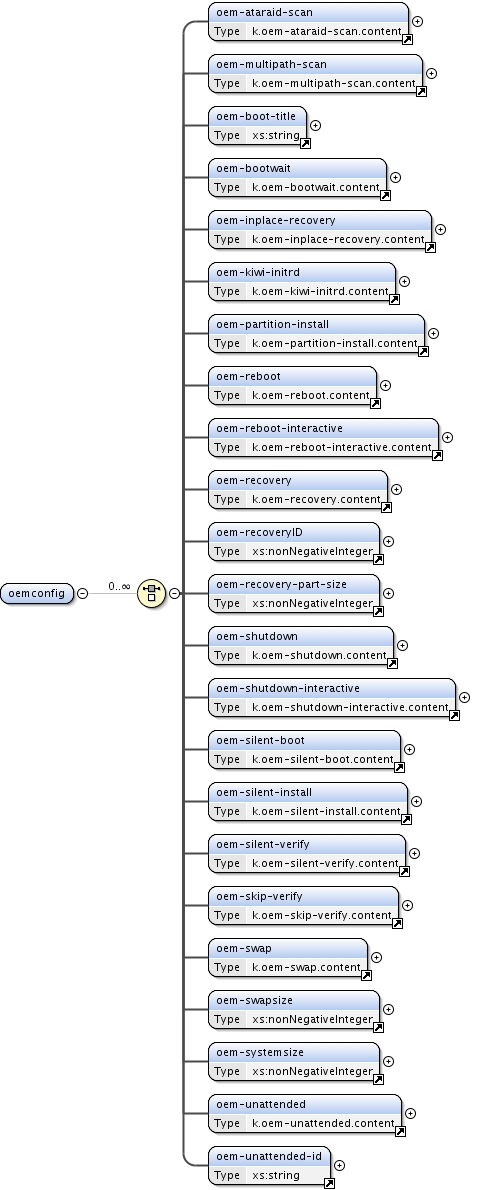 oem-ataraid-scan
Type k.oem-ataraid-scan.content
oem-multipath-scan
Type k.oem-multipath-scan.content
oem-boot-title
Type xs:string
oem-bootwait
Type k.oem-bootwait.content
oem-inplace-recovery
Type k.oem-inplace-recovery.content
oem-kiwi-initrd
Type k.oem-kiwi-initrd.content
oem-partition-install
Type k.oem-partition-install.content
oem-reboot
Type k.oem-reboot.content
oem-reboot-interactive
Type k.oem-reboot-interactive.content
oem-recovery
Type k.oem-recovery.content
oem-recoveryID
Type xs:nonNegativeInteger
oemconfig 0..∞
oem-recovery-part-size
Type xs:nonNegativeInteger
oem-shutdown
Type k.oem-shutdown.content
oem-shutdown-interactive
Type k.oem-shutdown-interactive.content
oem-silent-boot
Type k.oem-silent-boot.content
oem-silent-install
Type k.oem-silent-install.content
oem-silent-verify
Type k.oem-silent-verify.content
oem-skip-verify
Type k.oem-skip-verify.content
oem-swap
Type k.oem-swap.content
oem-swapsize
Type xs:nonNegativeInteger
oem-systemsize
Type xs:nonNegativeInteger
oem-unattended
Type k.oem-unattended.content
oem-unattended-id
Type xs:string